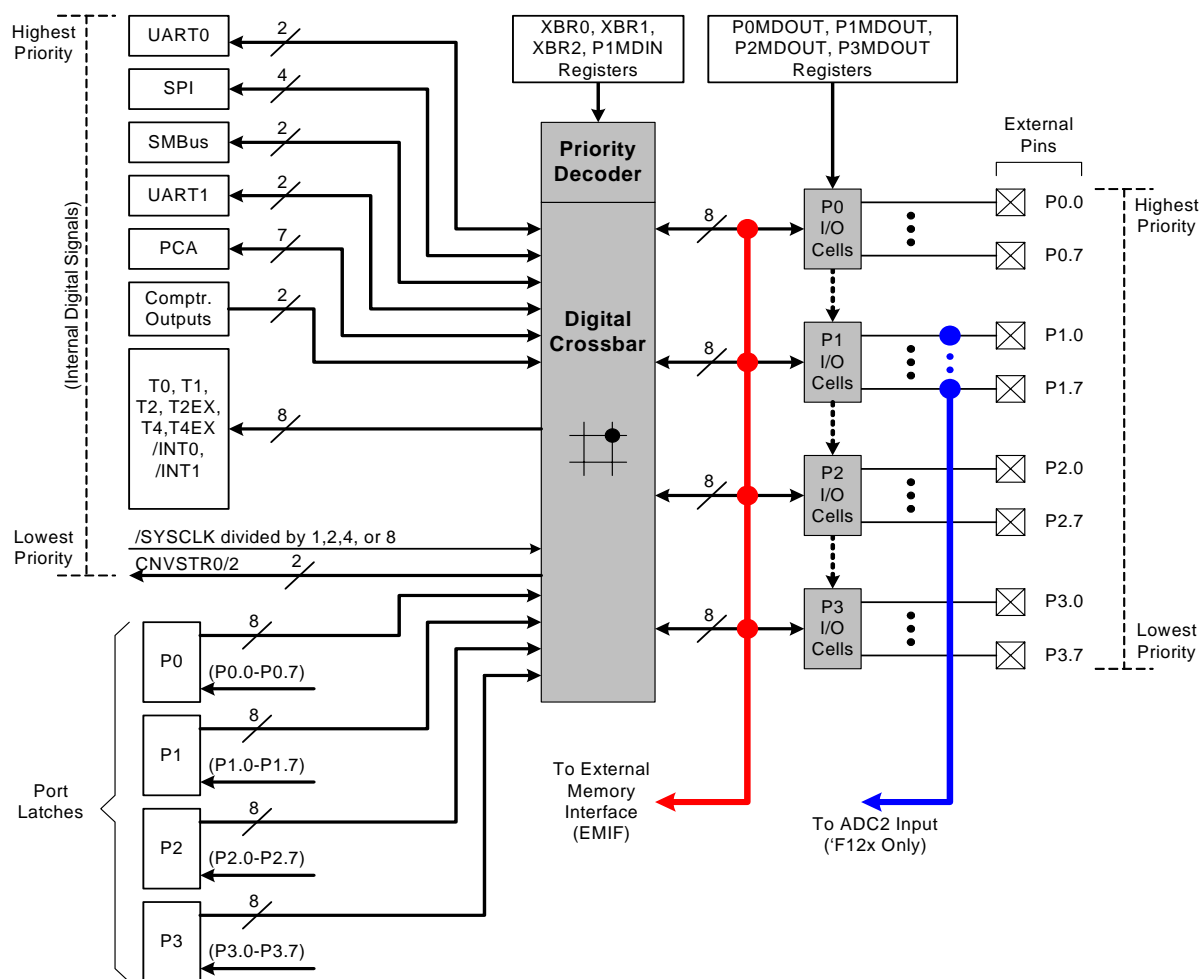 Highest
Priority
UART0
2
SPI
4
SMBus
2
UART1
2
PCA
7
Comptr.
Outputs
2
T0, T1,
T2, T2EX,
T4,T4EX
/INT0,
/INT1
8
(Internal Digital Signals)
Lowest
Priority
/SYSCLK divided by 1,2,4, or 8
CNVSTR0/2
2
Port
Latches
P0
8
(P0.0-P0.7)
P1
8
(P1.0-P1.7)
P2
8
(P2.0-P2.7)
P3
8
(P3.0-P3.7)
XBR0, XBR1,
XBR2, P1MDIN
Registers
Priority
Decoder
Digital
Crossbar
P0MDOUT, P1MDOUT,
P2MDOUT, P3MDOUT
Registers
8
P0
I/O
Cells
8
P1
I/O
Cells
8
P2
I/O
Cells
8
P3
I/O
Cells
External
Pins
P0.0
P0.7
P1.0
P1.7
P2.0
P2.7
P3.0
P3.7
Highest
Priority
Lowest
Priority
To External
Memory
Interface
(EMIF)
To ADC2 Input
(‘F12x Only)